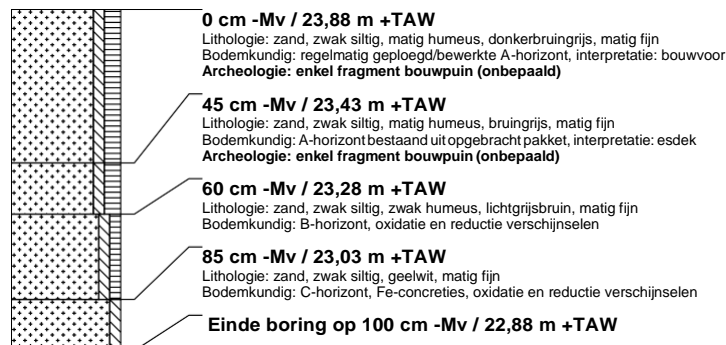 0 cm -Mv / 23,88 m +TAW
Lithologie: zand, zwak siltig, matig humeus, donkerbruingrijs, matig fijn
Bodemkundig: regelmatig geploegd/bewerkte A-horizont, interpretatie: bouwvoor
Archeologie: enkel fragment bouwpuin (onbepaald)
45 cm -Mv / 23,43 m +TAW
Lithologie: zand, zwak siltig, matig humeus, bruingrijs, matig fijn
Bodemkundig: A-horizont bestaand uit opgebracht pakket, interpretatie: esdek
Archeologie: enkel fragment bouwpuin (onbepaald)
60 cm -Mv / 23,28 m +TAW
Lithologie: zand, zwak siltig, zwak humeus, lichtgrijsbruin, matig fijn
Bodemkundig: B-horizont, oxidatie en reductie verschijnselen
85 cm -Mv / 23,03 m +TAW
Lithologie: zand, zwak siltig, geelwit, matig fijn
Bodemkundig: C-horizont, Fe-concreties, oxidatie en reductie verschijnselen
Einde boring op 100 cm -Mv / 22,88 m +TAW